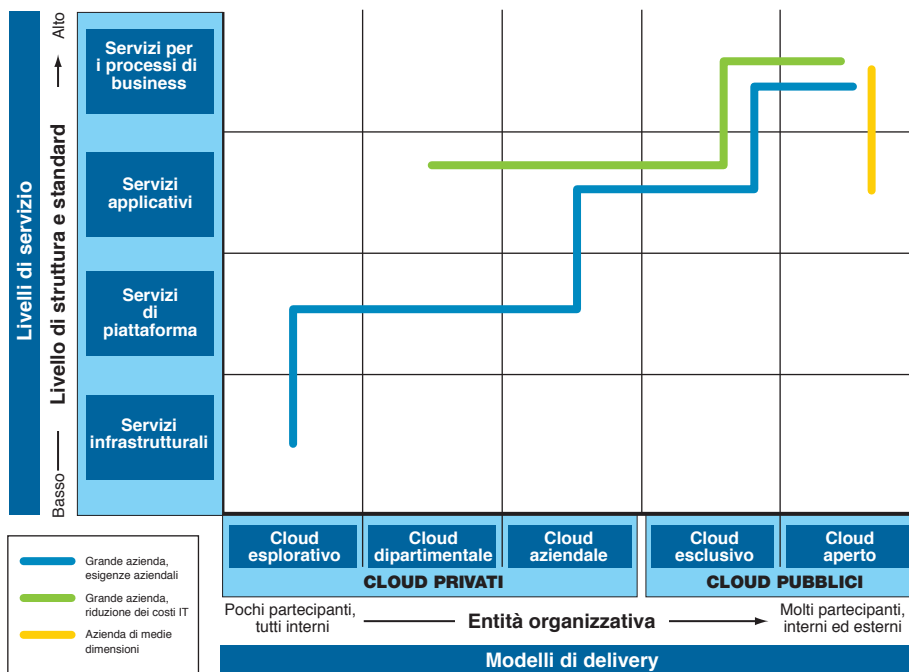 Livelli di servizio
Livello di struttura e standard
Alto
Basso
Servizi per
i processi di
business
Servizi
applicativi
Servizi
di
piattaforma
Servizi
infrastrutturali
Cloud
esplorativo
Cloud
dipartimentale
Cloud
aziendale
Cloud
esclusivo
Cloud
aperto
CLOUD PRIVATI
CLOUD PUBBLICI
Pochi partecipanti,
tutti interni
Entità organizzativa
Molti partecipanti,
interni ed esterni
Modelli di delivery
Grande azienda,
esigenze aziendali
Grande azienda,
riduzione dei costi IT
Azienda di medie
dimensioni